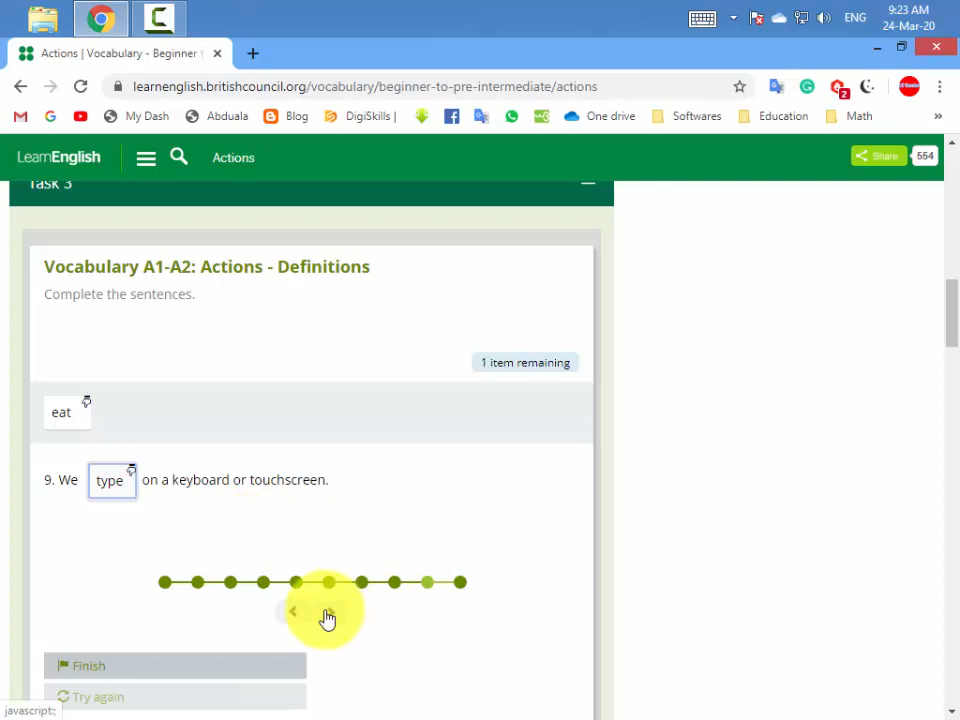 9:23 AM
ENG
24-Mar-20
Actions | Vocabulary - Beginner t
learnenglish.britishcouncil.org/vocabulary/beginner-to-pre-intermediate/actions
2
My Dash
Abduala
Blog
DigiSkills |
One drive
Softwares
Education
Math
»
LearnEnglish
Actions
Share
554
Task 3
Vocabulary A1-A2: Actions - Definitions
Complete the sentences.
1 item remaining
eat
9. We type on a keyboard or touchscreen.
Finish
Try again
javascript:;